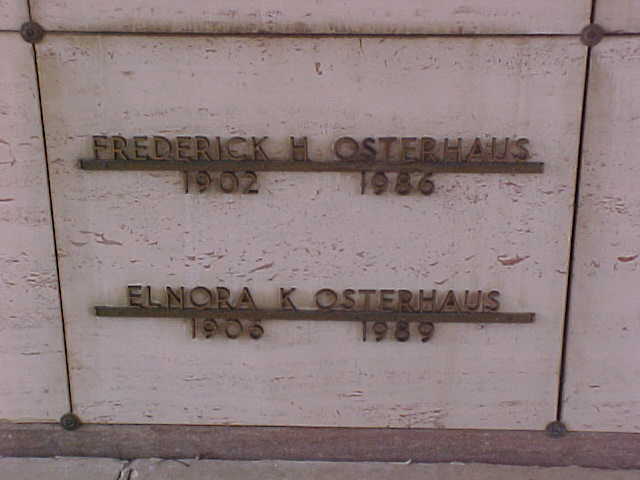 FREDERICK H OSTERHAUS
1902 1986
ELNORA K OSTERHAUS
1906 1989